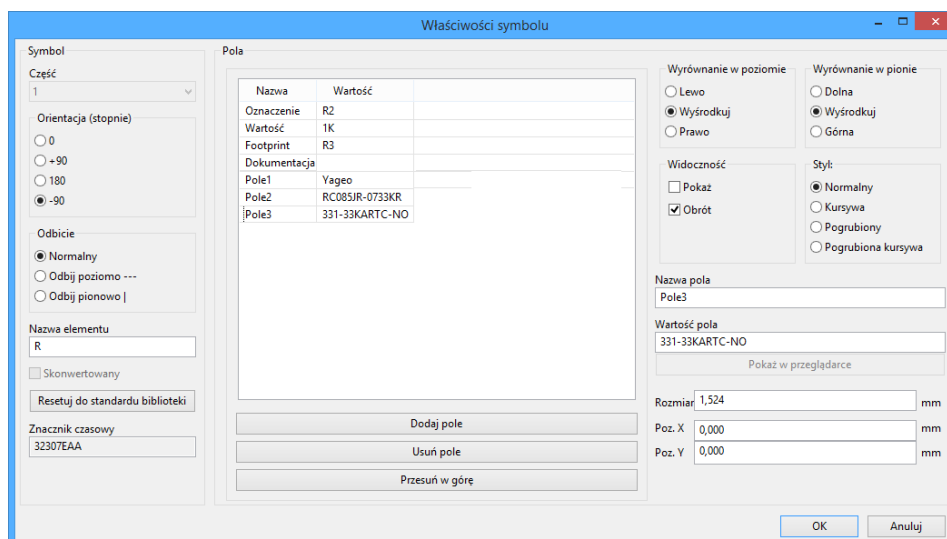 Właściwości symbolu
Symbol
Część
1
Orientacja (stopnie)
0
+90
180
-90
Odbicie
Normalny
Odbij poziomo ---
Odbij pionowo |
Nazwa elementu
R
Skonwertowany
Resetuj do standardu biblioteki
Znacznik czasowy
32307EAA
Pola
Nazwa Wartość
Oznaczenie R2
Wartość 1K
Footprint R3
Dokumentacja
Pole1 Yageo
Pole2 RC085JR-0733KR
Pole3 331-33KARTC-NO
Dodaj pole
Usuń pole
Przesuń w górę
Wyrównanie w poziomie
Lewo
Wyśrodkuj
Prawo
Wyrównanie w pionie
Dolna
Wyśrodkuj
Górna
Widoczność
Pokaż
Obrót
Styl:
Normalny
Kursywa
Pogrubiony
Pogrubiona kursywa
Nazwa pola
Pole3
Wartość pola
331-33KARTC-NO
Pokaż w przeglądarce
Rozmiar 1,524 mm
Poz. X 0,000 mm
Poz. Y 0,000 mm
OK Anuluj